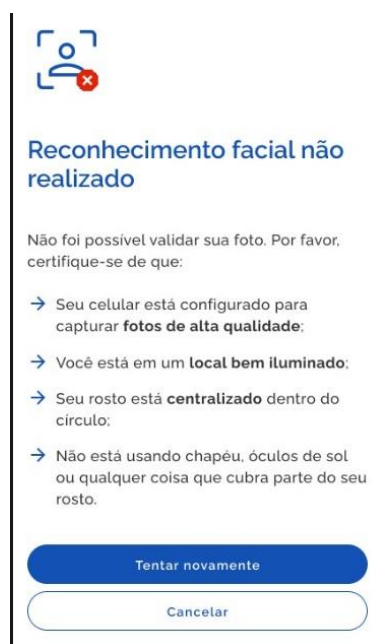 Reconhecimento facial não
realizado
Não foi possível validar sua foto. Por favor,
certifique-se de que:
Seu celular está configurado para
capturar fotos de alta qualidade;
Você está em um local bem iluminado;
Seu rosto está centralizado dentro do
círculo;
Não está usando chapéu, óculos de sol
ou qualquer coisa que cubra parte do seu
rosto.
Tentar novamente
Cancelar